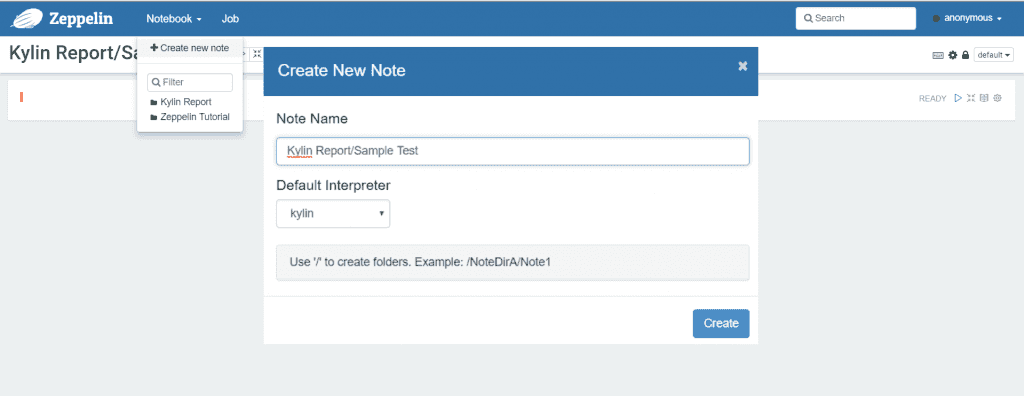 Zeppelin Notebook Job Search anonymous
Kylin Report/Sa default
Create new note
Filter
Kylin Report
Zeppelin Tutorial
READY
Create New Note
Note Name
Kylin Report/Sample Test
Default Interpreter
kylin
Use '/' to create folders. Example: /NoteDirA/Note1
Create